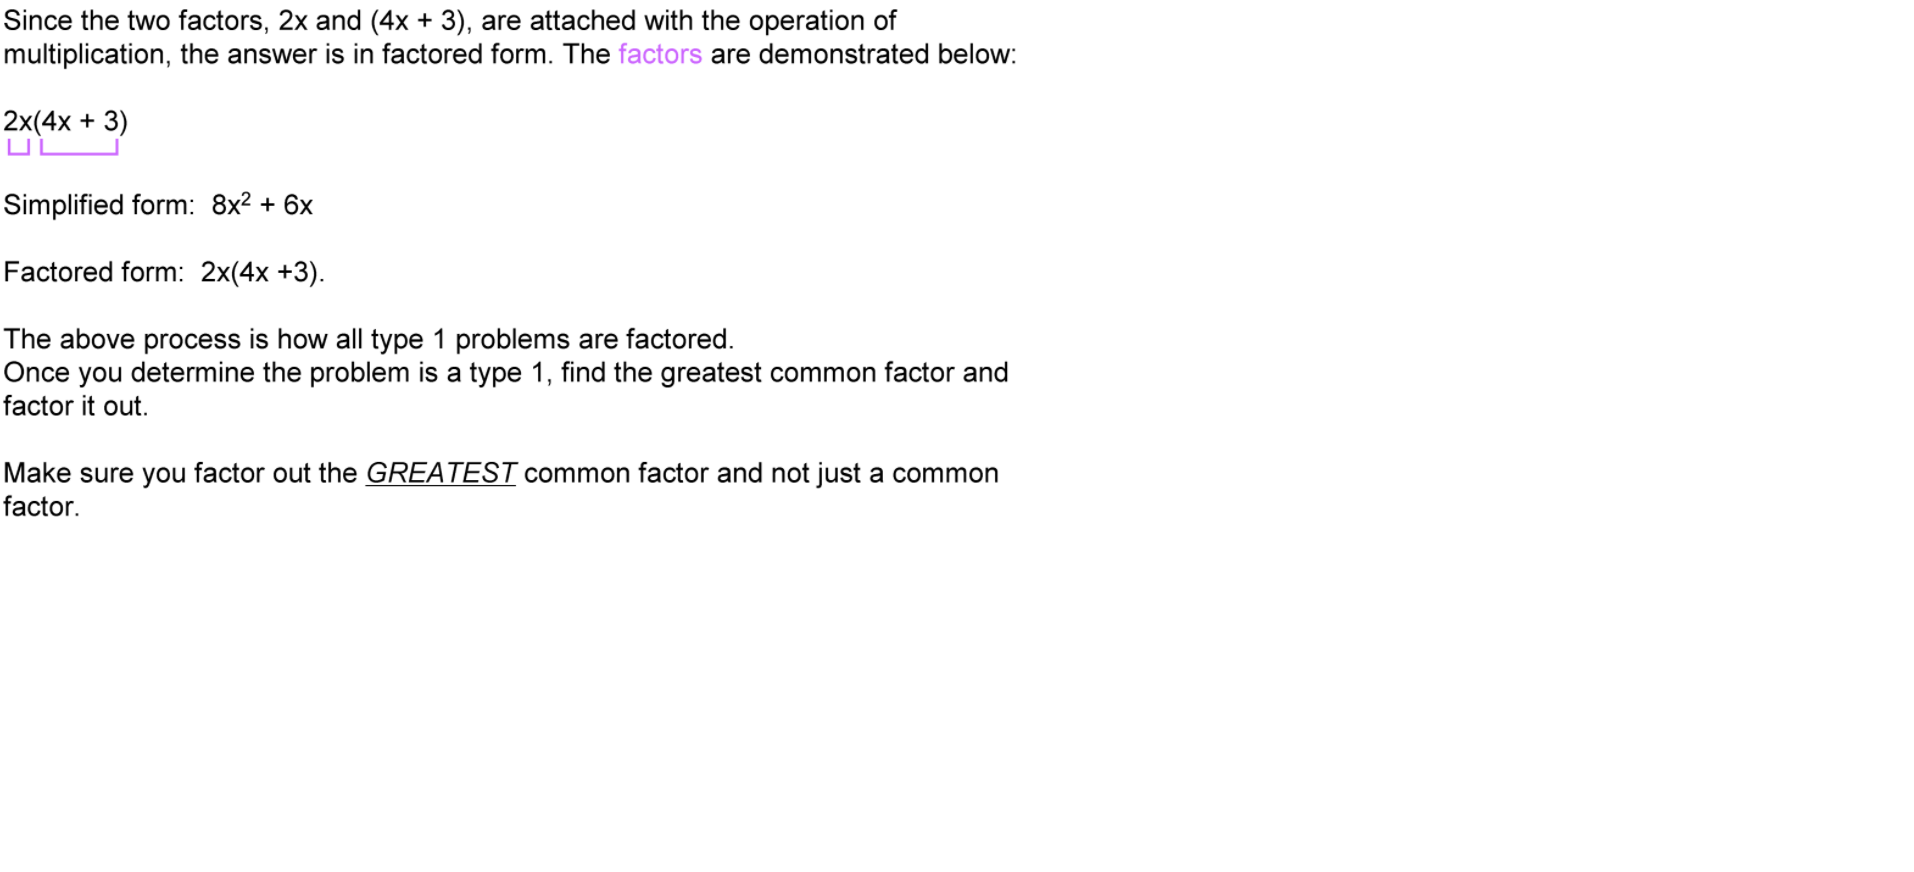 Since the two factors, 2x and (4x + 3), are attached with the operation of
multiplication, the answer is in factored form. The factors are demonstrated below:
2x(4x + 3)
Simplified form:  8x² + 6x
Factored form:  2x(4x +3).
The above process is how all type 1 problems are factored.
Once you determine the problem is a type 1, find the greatest common factor and
factor it out.
Make sure you factor out the GREATEST common factor and not just a common
factor.